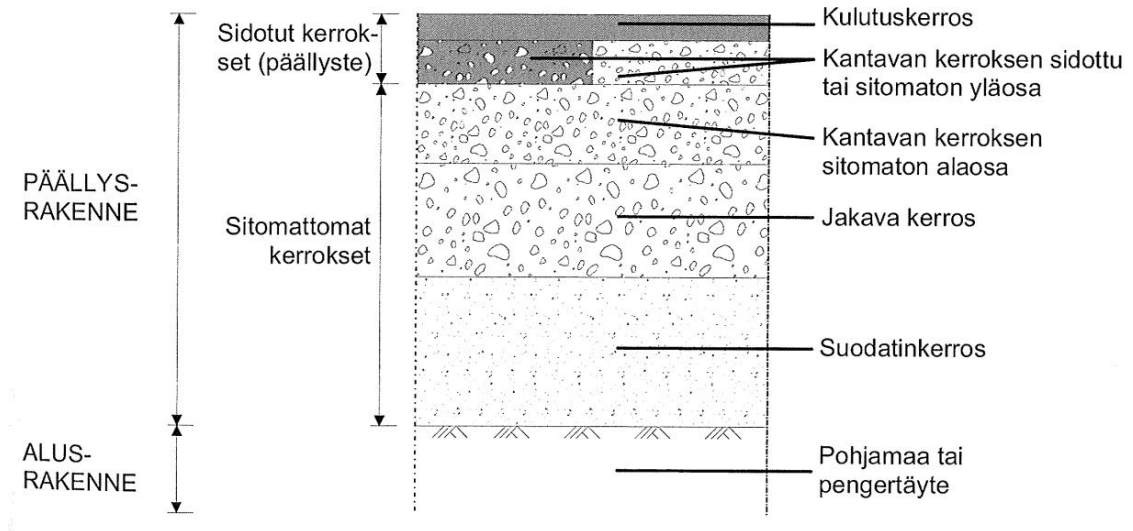 Sidotut kerrok-
set (päällyste)
PÄÄLLYS-
RAKENNE
Sitomattomat
kerrokset
ALUS-
RAKENNE
Kulutuskerros
Kantavan kerroksen sidottu
tai sitomaton yläosa
Kantavan kerroksen
sitomaton alaosa
Jakava kerros
Suodatinkerros
Pohjamaa tai
pengertäyte